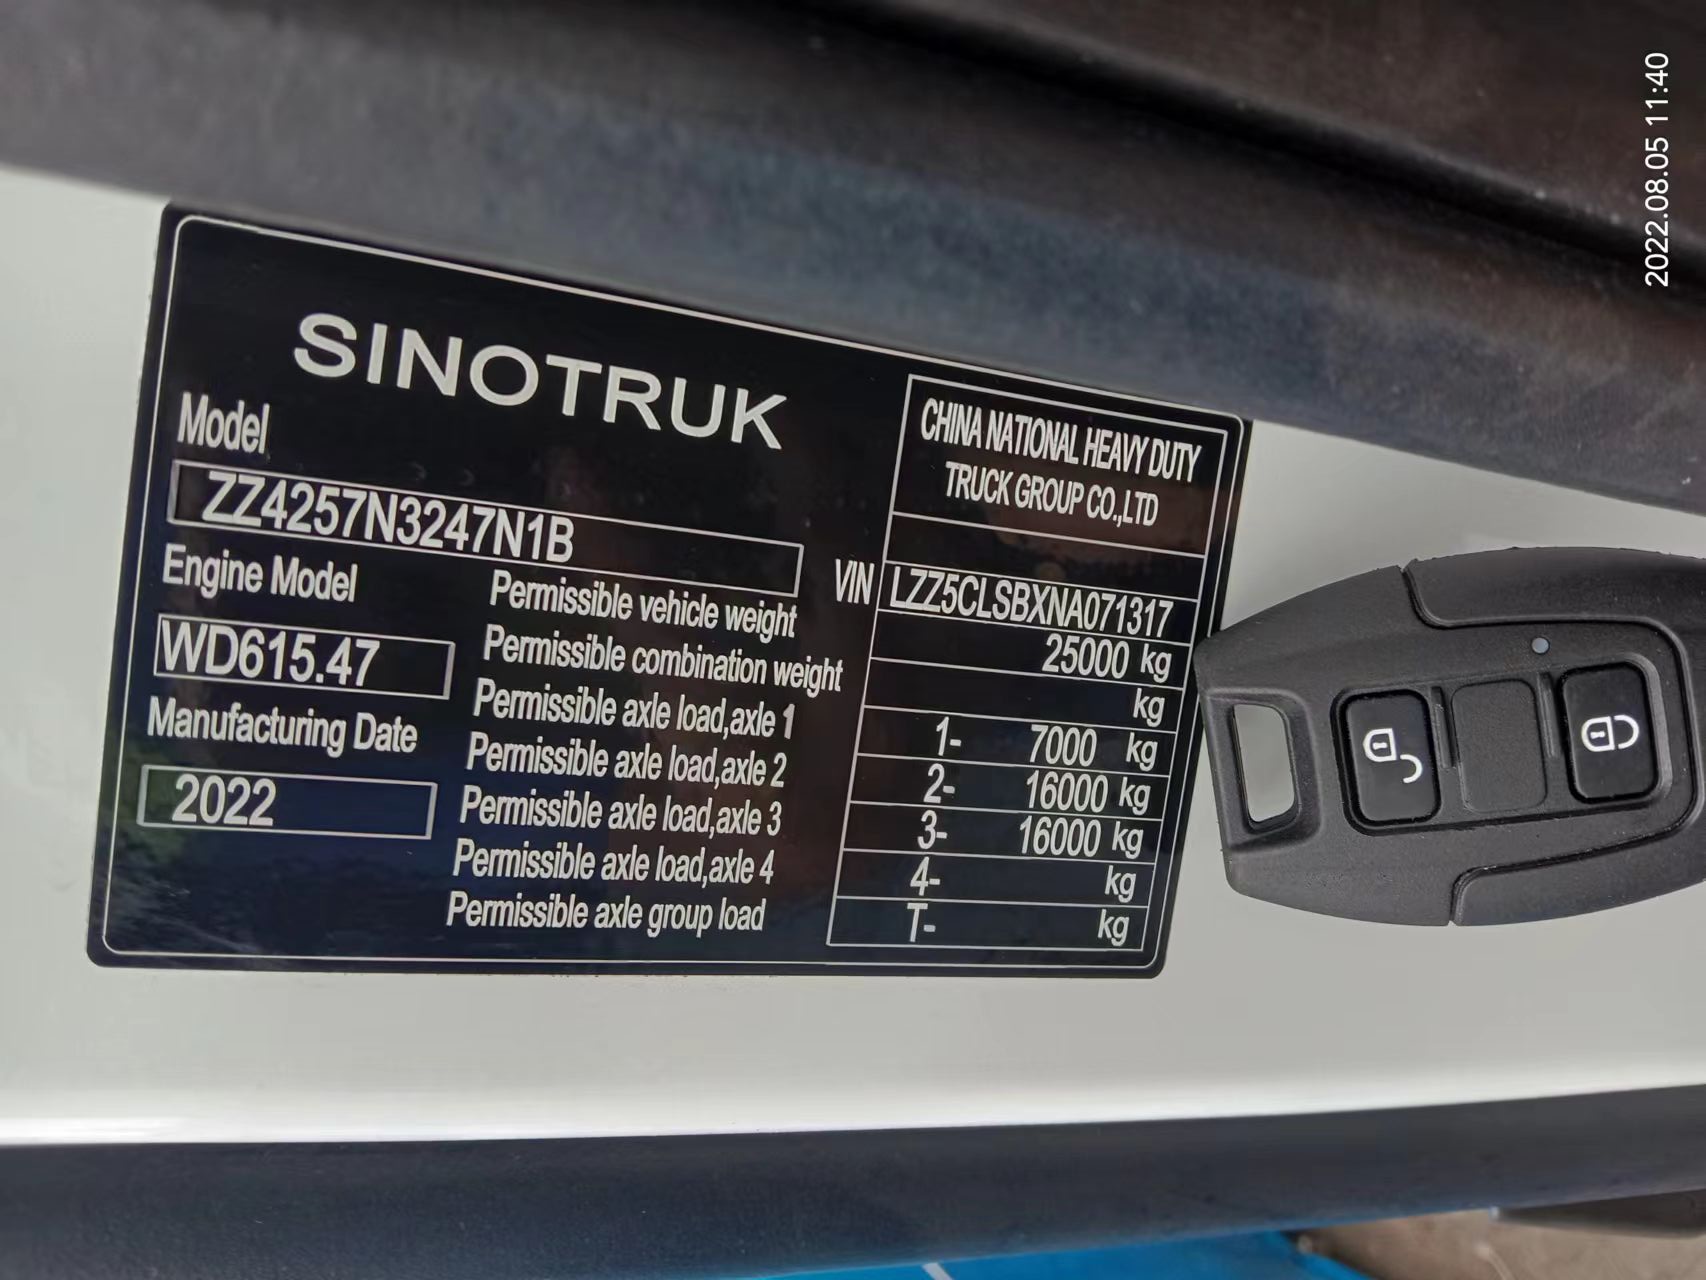 2022.08.05 11:40
SINOTRUK
CHINA NATIONAL HEAVY DUTY
TRUCK GROUP CO.,LTD
Model
ZZ4257N3247N1B
VIN LZZ5CLSBXNA071317
Engine Model
WD615.47
Manufacturing Date
2022
Permissible vehicle weight 25000 kg
Permissible combination weight kg
Permissible axle load,axle 1 1- 7000 kg
Permissible axle load,axle 2 2- 16000 kg
Permissible axle load,axle 3 3- 16000 kg
Permissible axle load,axle 4 4- kg
Permissible axle group load T- kg